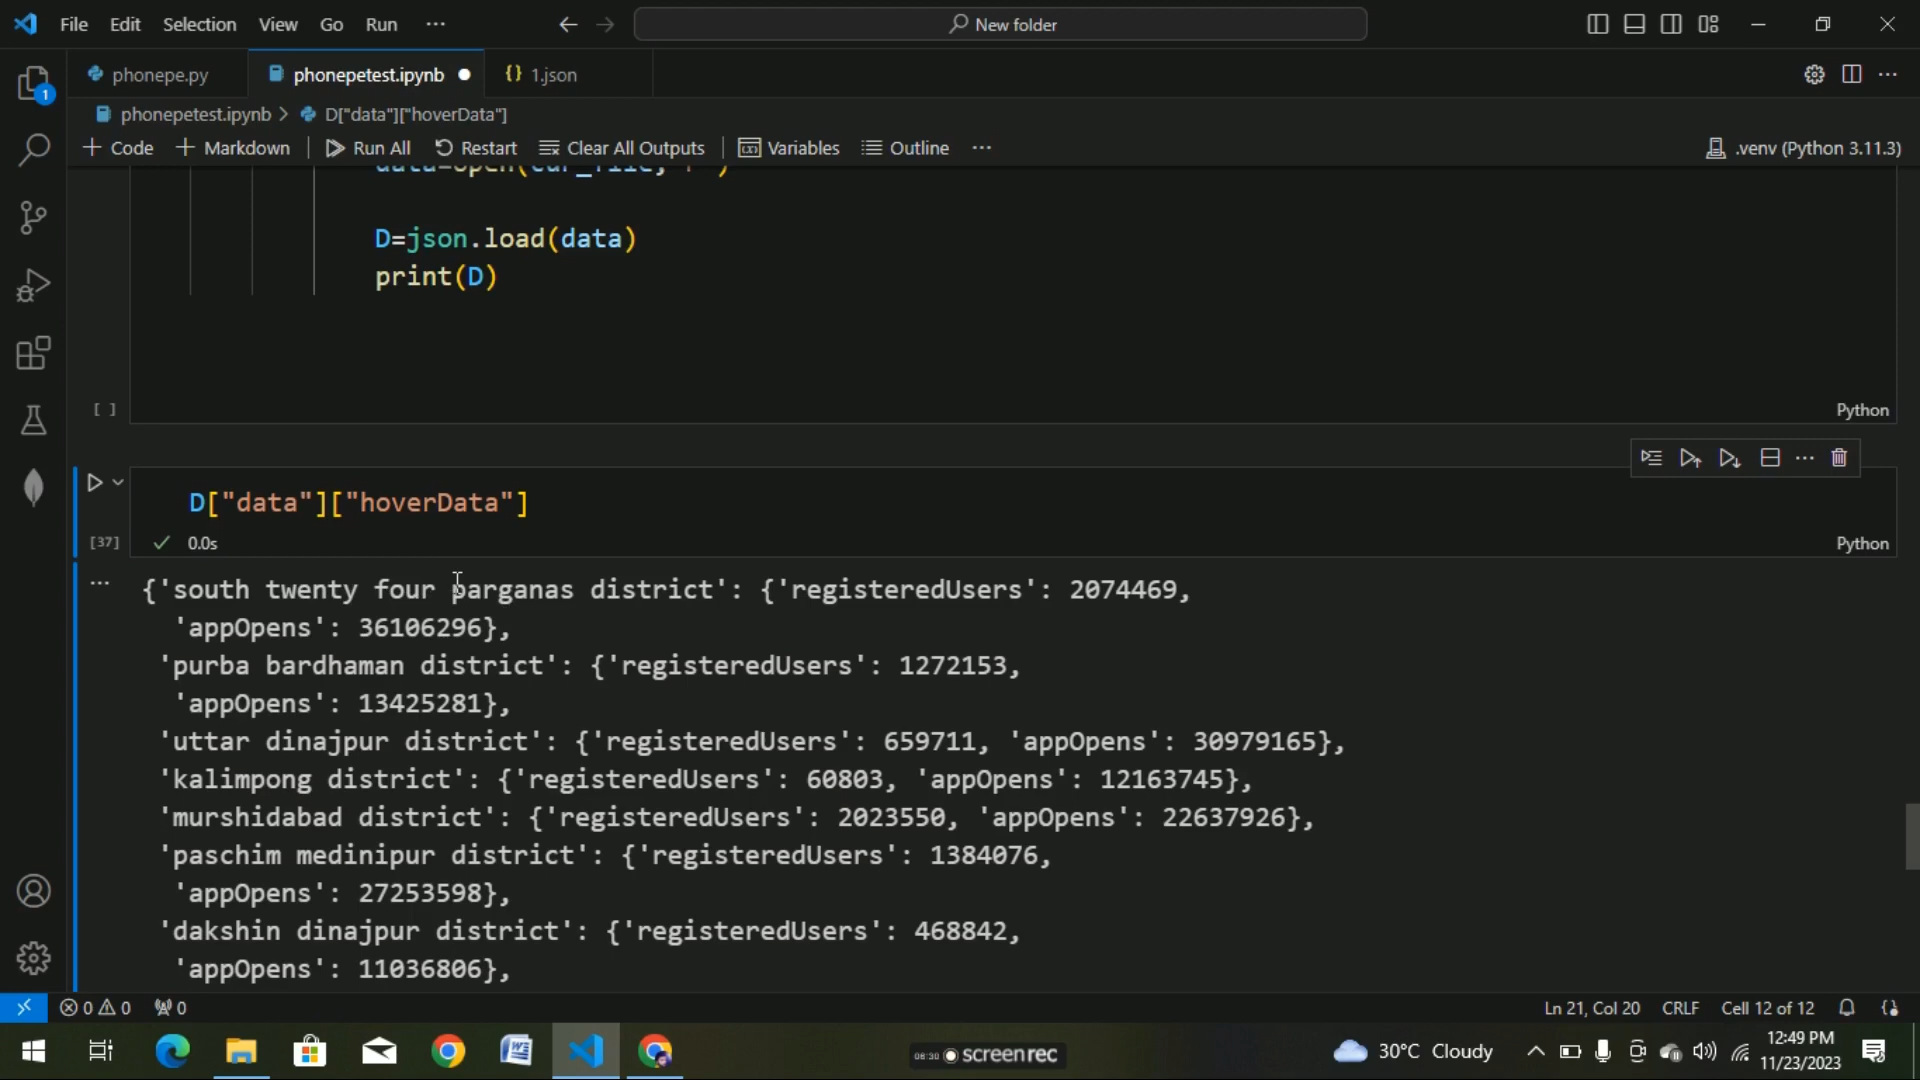 File Edit Selection View Go Run ··· New folder
phonepe.py phonepetest.ipynb {} 1.json
phonepetest.ipynb > D["data"]["hoverData"]
+ Code + Markdown Run All Restart Clear All Outputs Variables Outline ··· .venv (Python 3.11.3)
D=json.load(data)
print(D)
[ ] Python
D["data"]["hoverData"]
[37] 0.0s Python
{'south twenty four parganas district': {'registeredUsers': 2074469,
'appOpens': 36106296},
'purba bardhaman district': {'registeredUsers': 1272153,
'appOpens': 13425281},
'uttar dinajpur district': {'registeredUsers': 659711, 'appOpens': 30979165},
'kalimpong district': {'registeredUsers': 60803, 'appOpens': 12163745},
'murshidabad district': {'registeredUsers': 2023550, 'appOpens': 22637926},
'paschim medinipur district': {'registeredUsers': 1384076,
'appOpens': 27253598},
'dakshin dinajpur district': {'registeredUsers': 468842,
'appOpens': 11036806},
0 0 0 Ln 21, Col 20 CRLF Cell 12 of 12
06:30 screenrec 30°C Cloudy 12:49 PM
11/23/2023